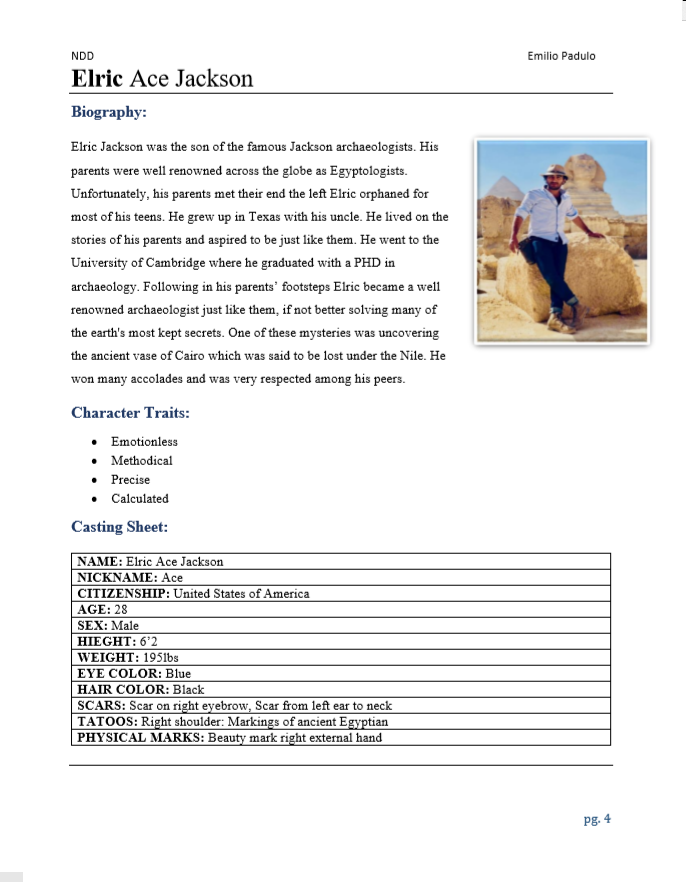 NDD Emilio Padulo
Elric Ace Jackson
Biography:
Elric Jackson was the son of the famous Jackson archaeologists. His
parents were well renowned across the globe as Egyptologists.
Unfortunately, his parents met their end the left Elric orphaned for
most of his teens. He grew up in Texas with his uncle. He lived on the
stories of his parents and aspired to be just like them. He went to the
University of Cambridge where he graduated with a PHD in
archaeology. Following in his parents’ footsteps Elric became a well
renowned archaeologist just like them, if not better solving many of
the earth's most kept secrets. One of these mysteries was uncovering
the ancient vase of Cairo which was said to be lost under the Nile. He
won many accolades and was very respected among his peers.
Character Traits:
• Emotionless
• Methodical
• Precise
• Calculated
Casting Sheet:
NAME: Elric Ace Jackson
NICKNAME: Ace
CITIZENSHIP: United States of America
AGE: 28
SEX: Male
HIEGHT: 6’2
WEIGHT: 195lbs
EYE COLOR: Blue
HAIR COLOR: Black
SCARS: Scar on right eyebrow, Scar from left ear to neck
TATOOS: Right shoulder: Markings of ancient Egyptian
PHYSICAL MARKS: Beauty mark right external hand
pg. 4